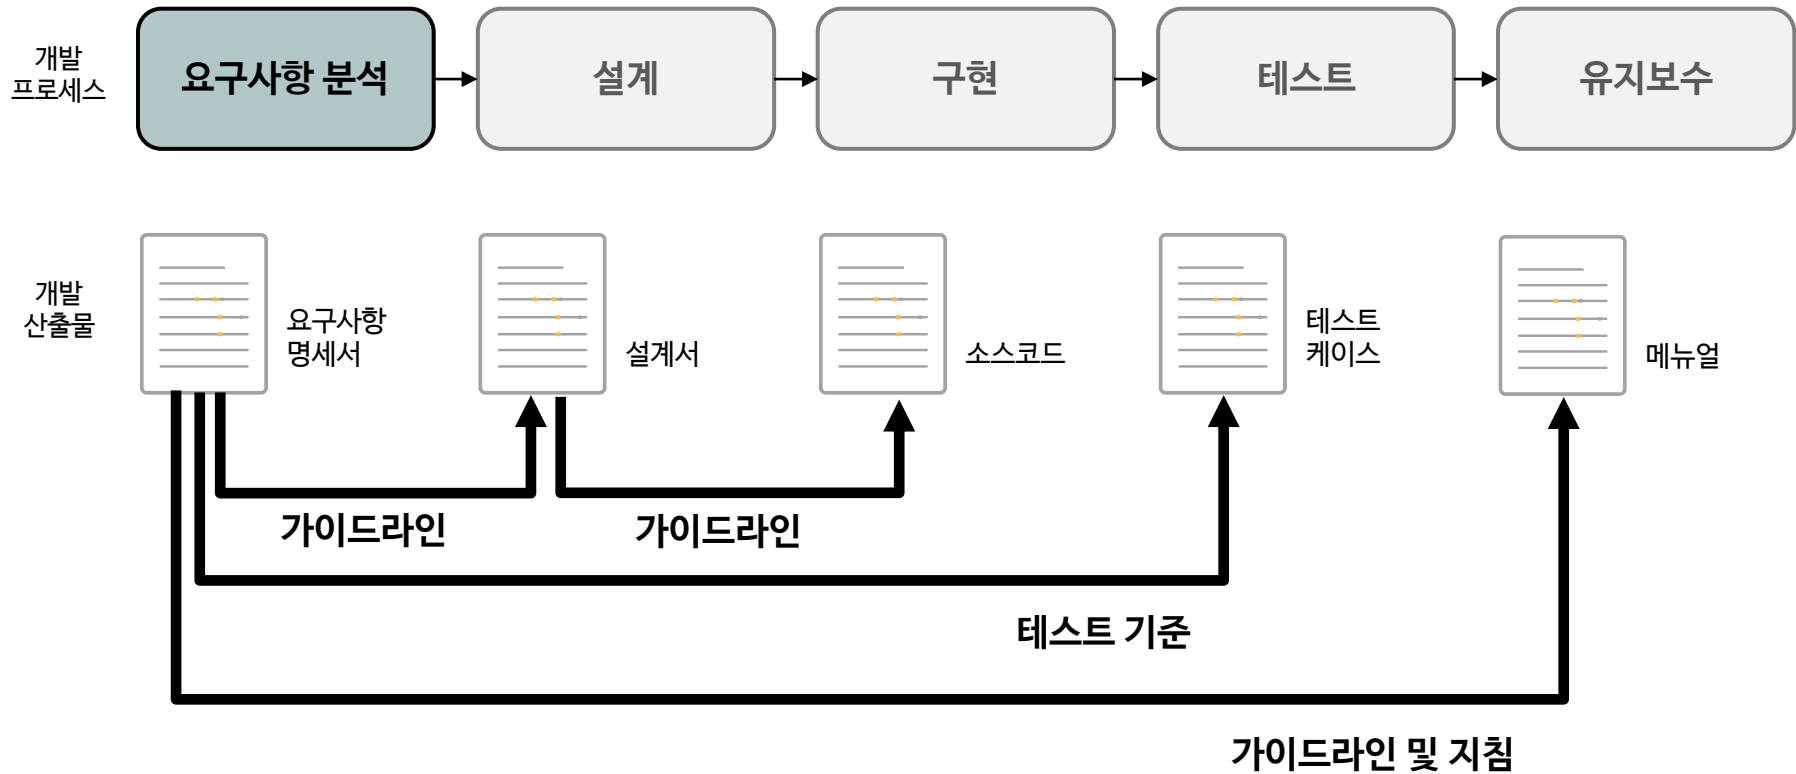 개발
프로세스
요구사항 분석
설계
구현
테스트
유지보수
개발
산출물
요구사항
명세서
설계서
소스코드
테스트
케이스
메뉴얼
가이드라인
가이드라인
테스트 기준
가이드라인 및 지침